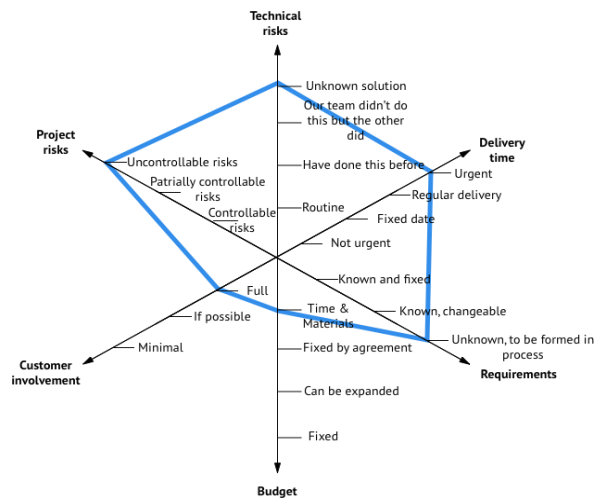 Technical
risks
Unknown solution
Our team didn't do
this but the other
did
Project
risks
Delivery
time
Uncontrollable risks
Have done this before
Urgent
Patrially controllable
risks
Regular delivery
Controllable
risks
Routine
Fixed date
Not urgent
Known and fixed
Full
Time &
Materials
Known, changeable
If possible
Unknown, to be formed in
process
Minimal
Fixed by agreement
Customer
involvement
Requirements
Can be expanded
Fixed
Budget